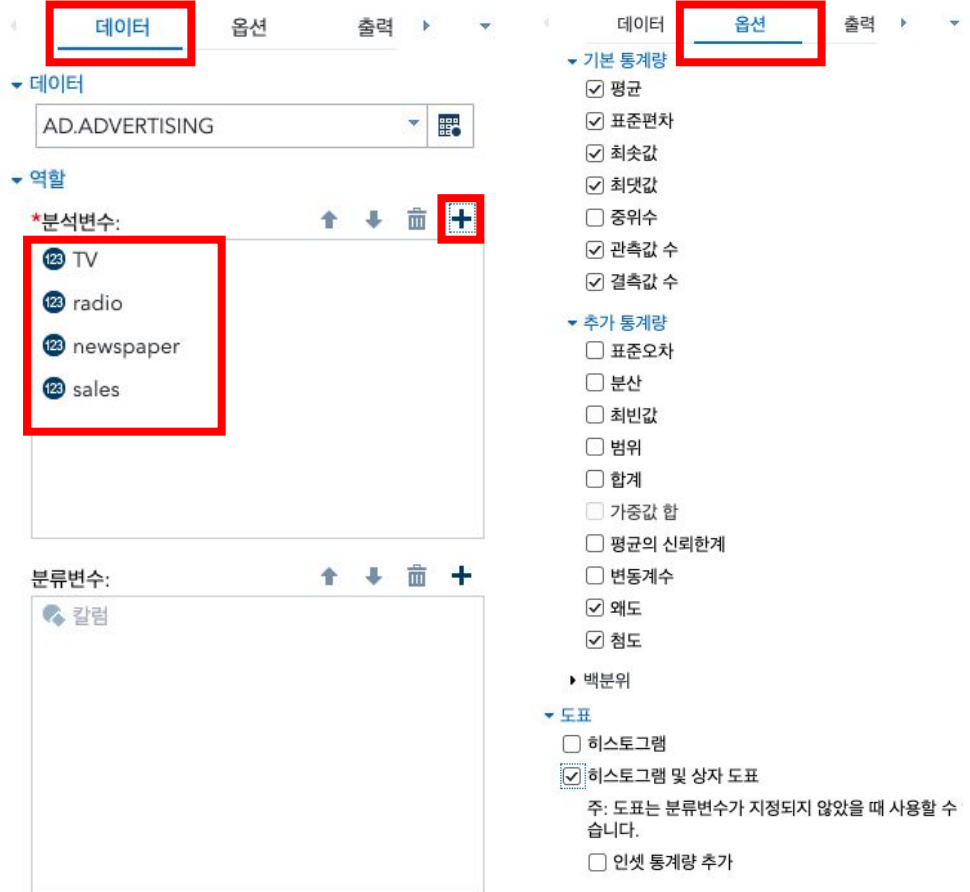 데이터
옵션
출력
데이터
AD.ADVERTISING
역할
*분석변수:
123 TV
123 radio
123 newspaper
123 sales
분류변수:
칼럼
데이터
옵션
출력
기본 통계량
평균
표준편차
최솟값
최댓값
중위수
관측값 수
결측값 수
추가 통계량
표준오차
분산
최빈값
범위
합계
가중값 합
평균의 신뢰한계
변동계수
왜도
첨도
백분위
도표
히스토그램
히스토그램 및 상자 도표
주: 도표는 분류변수가 지정되지 않았을 때 사용할 수
습니다.
인셋 통계량 추가